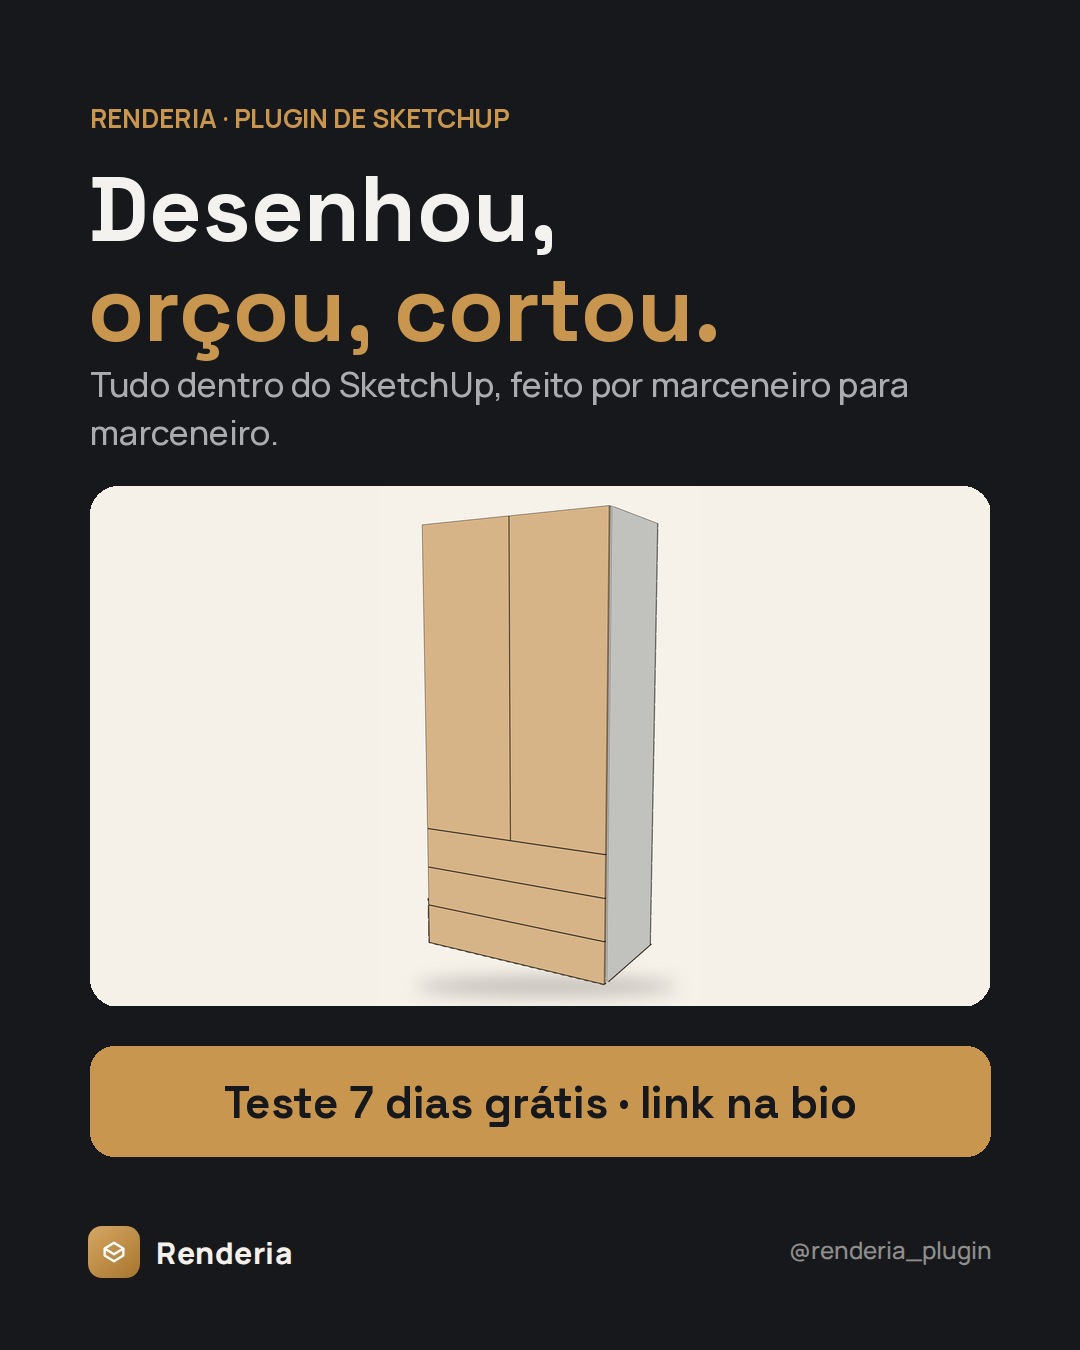 RENDERIA · PLUGIN DE SKETCHUP
Desenhou,
orçou, cortou.
Tudo dentro do SketchUp, feito por marceneiro para
marceneiro.
Teste 7 dias grátis · link na bio
Renderia
@renderia_plugin